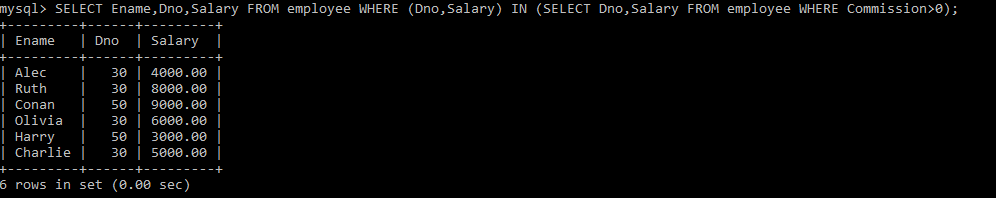 mysql> SELECT Ename,Dno,Salary FROM employee WHERE (Dno,Salary) IN (SELECT Dno,Salary FROM employee WHERE Commission>0);
+---------+------+---------+
| Ename   | Dno  | Salary  |
+---------+------+---------+
| Alec    |   30 | 4000.00 |
| Ruth    |   30 | 8000.00 |
| Conan   |   50 | 9000.00 |
| Olivia  |   30 | 6000.00 |
| Harry   |   50 | 3000.00 |
| Charlie |   30 | 5000.00 |
+---------+------+---------+
6 rows in set (0.00 sec)